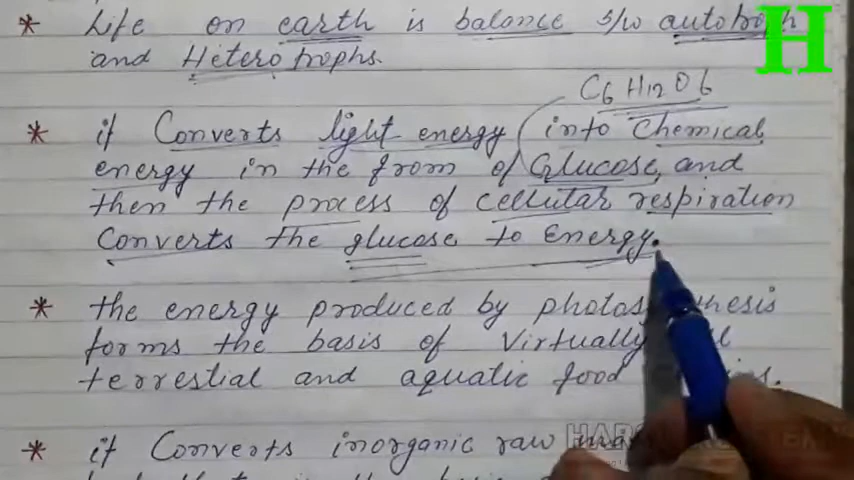 * Life on earth is balance s/w autotroph
and Heterotrophs.
C6 H12 O6
* if Converts light energy into Chemical
energy in the from of Glucose, and
then the process of cellular respiration
Converts the glucose to Energy.
* the energy produced by photosynthesis
forms the basis of Virtually
terrestial and aquatic food
* if Converts inorganic raw
H